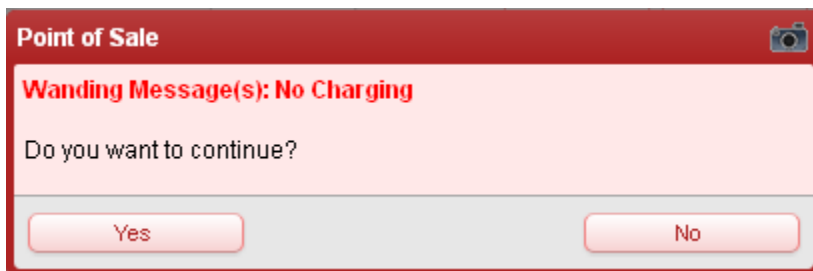 Point of Sale
Wanding Message(s): No Charging
Do you want to continue?
Yes No